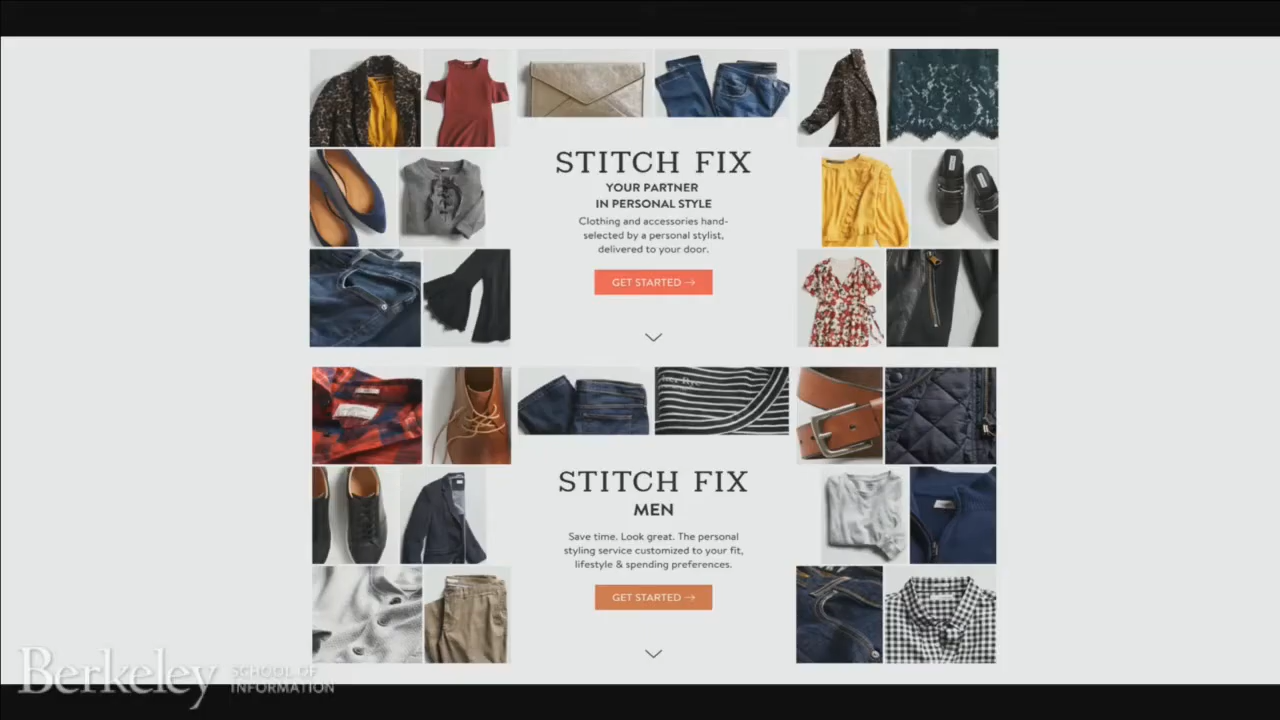 STITCH FIX
YOUR PARTNER
IN PERSONAL STYLE
Clothing and accessories hand-
selected by a personal stylist,
delivered to your door.
GET STARTED →
STITCH FIX
MEN
Save time. Look great. The personal
styling service customized to your fit,
lifestyle & spending preferences.
GET STARTED →
Berkeley
SCHOOL OF
INFORMATION